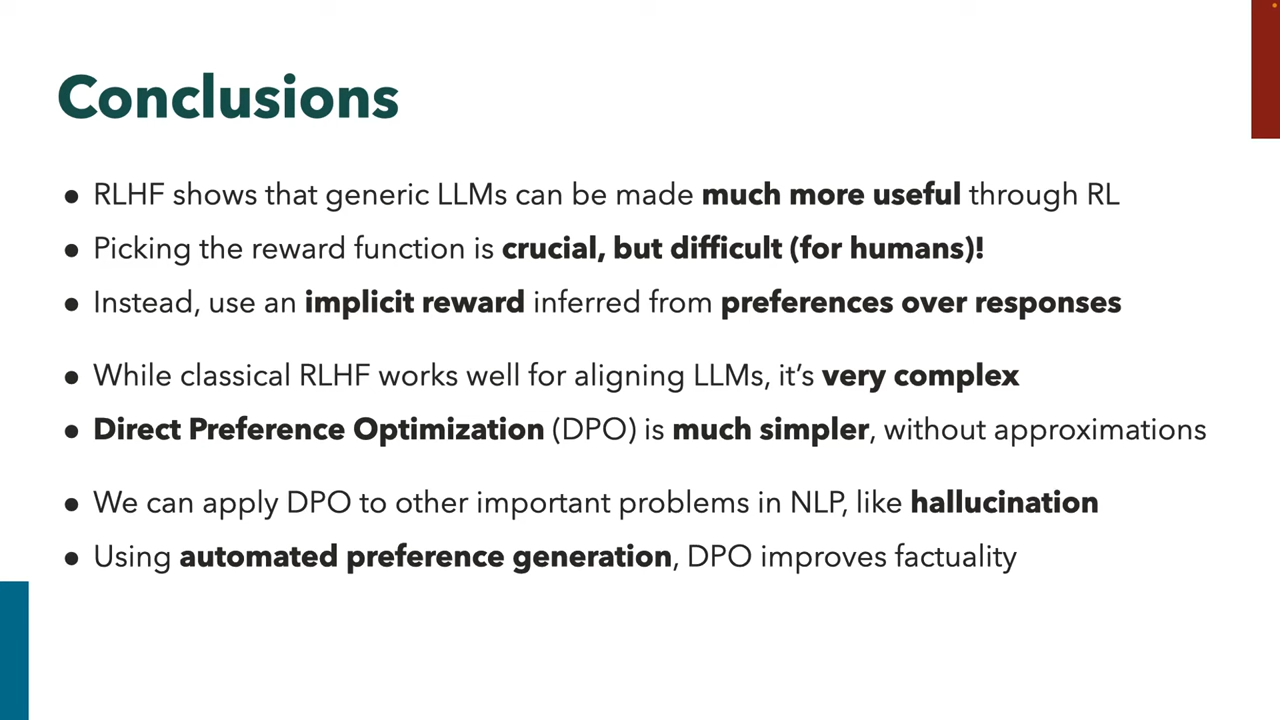 Conclusions
● RLHF shows that generic LLMs can be made much more useful through RL
● Picking the reward function is crucial, but difficult (for humans)!
● Instead, use an implicit reward inferred from preferences over responses
● While classical RLHF works well for aligning LLMs, it’s very complex
● Direct Preference Optimization (DPO) is much simpler, without approximations
● We can apply DPO to other important problems in NLP, like hallucination
● Using automated preference generation, DPO improves factuality